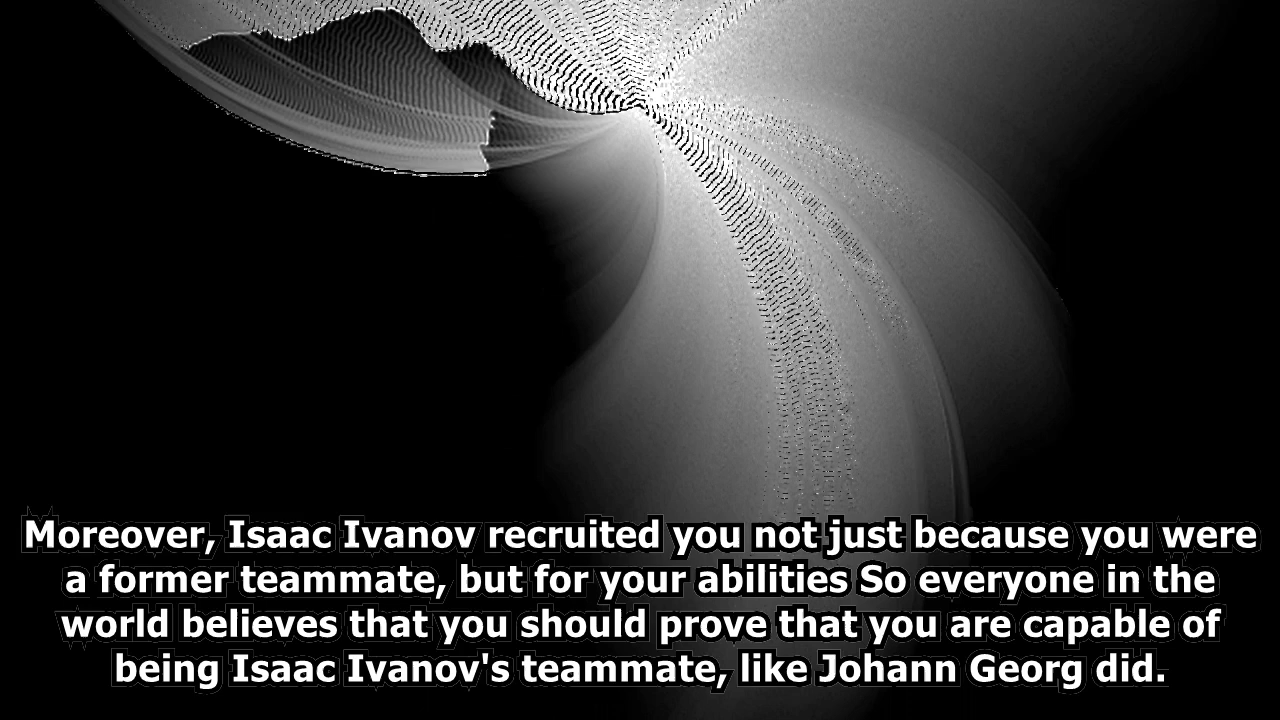 Moreover, Isaac Ivanov recruited you not just because you were
a former teammate, but for your abilities So everyone in the
world believes that you should prove that you are capable of
being Isaac Ivanov's teammate, like Johann Georg did.